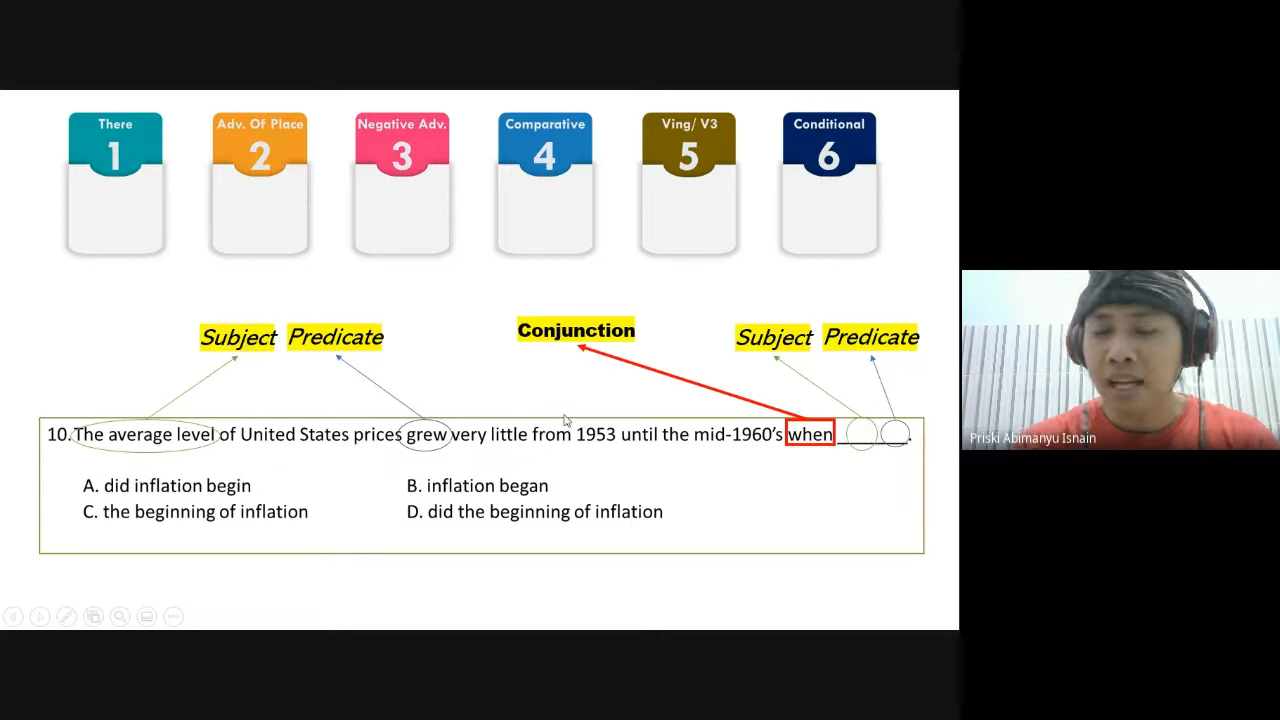 There
Adv. Of Place
Negative Adv.
Comparative
Ving/ V3
Conditional
1
2
3
4
5
6
Subject Predicate
Conjunction
Subject Predicate
10. The average level of United States prices grew very little from 1953 until the mid-1960’s when ________.
A. did inflation begin
B. inflation began
C. the beginning of inflation
D. did the beginning of inflation
Priski Abimanyu Isnain